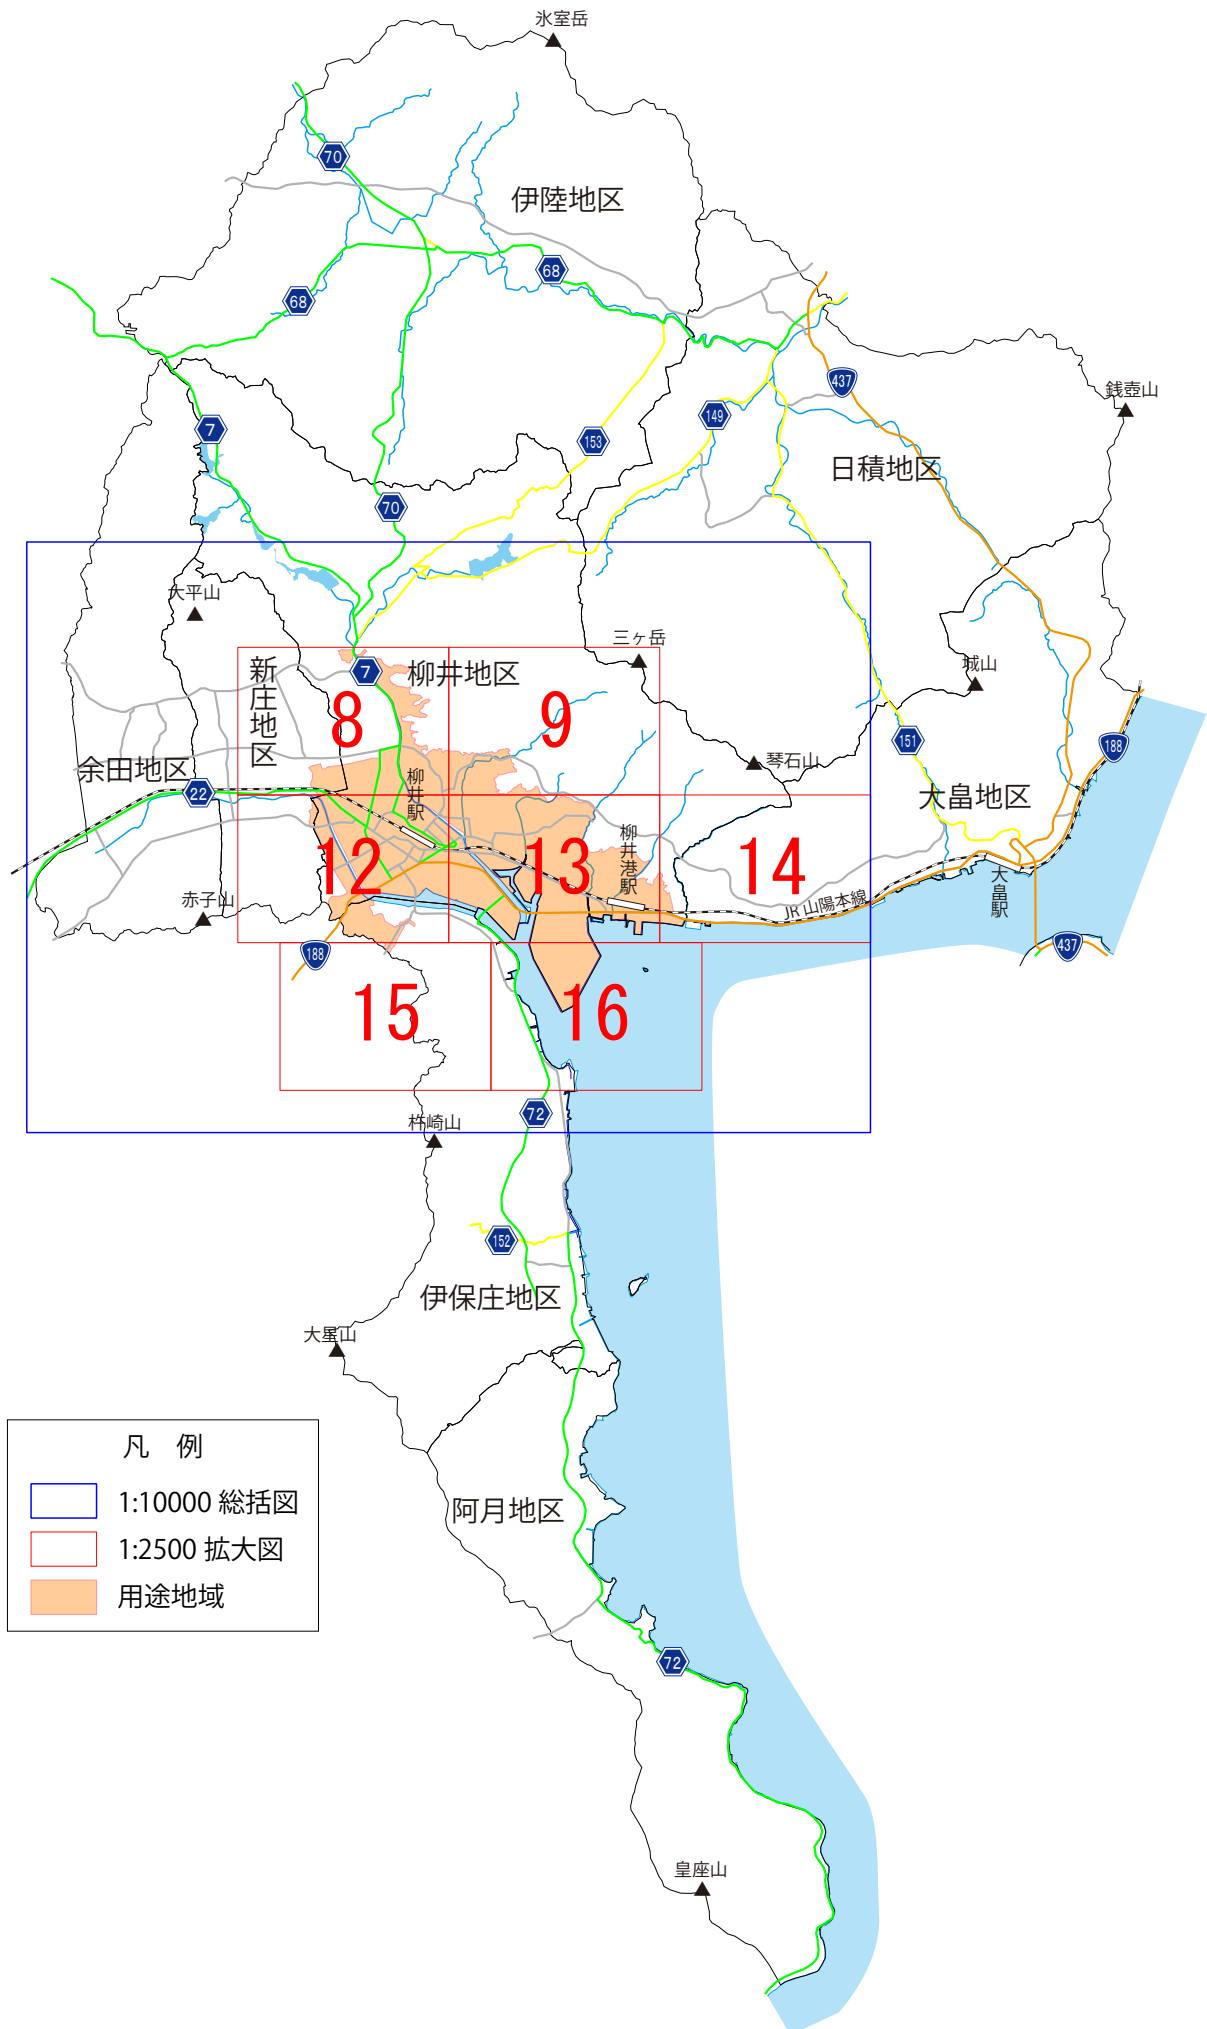 氷室岳
70
伊陸地区
68
68
437
銭壺山
149
7
153
日積地区
70
大平山
三ヶ岳
城山
新庄地区
7
柳井地区
8
9
151
188
琴石山
余田地区
22
柳井駅
大畠地区
12
13
柳井港駅
14
大畠駅
赤子山
JR 山陽本線
188
437
15
16
72
杵崎山
152
伊保庄地区
大星山
凡 例
1:10000 総括図
1:2500 拡大図
用途地域
阿月地区
72
皇座山